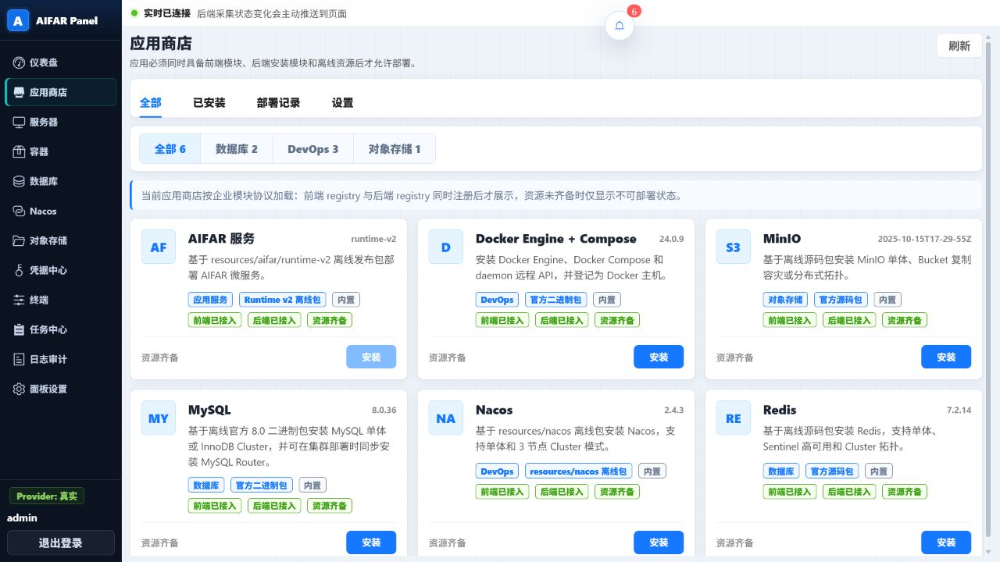 A AIFAR Panel
仪表盘
应用商店
服务器
容器
数据库
Nacos
对象存储
凭据中心
终端
任务中心
日志审计
面板设置
Provider: 真实
admin
退出登录
实时已连接 后端采集状态变化会主动推送到页面
6
应用商店
应用必须同时具备前端模块、后端安装模块和离线资源后才允许部署。
刷新
全部 已安装 部署记录 设置
全部 6 数据库 2 DevOps 3 对象存储 1
当前应用商店按企业模块协议加载：前端 registry 与后端 registry 同时注册后才展示，资源未齐备时仅显示不可部署状态。
AF
AIFAR 服务 runtime-v2
基于 resources/aifar/runtime-v2 离线发布包部
署 AIFAR 微服务。
应用服务 Runtime v2 离线包 内置
前端已接入 后端已接入 资源齐备
资源齐备 安装
D
Docker Engine + Compose 24.0.9
安装 Docker Engine、Docker Compose 和
daemon 远程 API，并登记为 Docker 主机。
DevOps 官方二进制包 内置
前端已接入 后端已接入 资源齐备
资源齐备 安装
S3
MinIO 2025-10-15T17-29-55Z
基于离线源码包安装 MinIO 单体、Bucket 复制
容灾或分布式拓扑。
对象存储 官方源码包 内置
前端已接入 后端已接入 资源齐备
资源齐备 安装
MY
MySQL 8.0.36
基于离线官方 8.0 二进制包安装 MySQL 单体
或 InnoDB Cluster，并可在集群部署时同步安
装 MySQL Router。
数据库 官方二进制包 内置
前端已接入 后端已接入 资源齐备
资源齐备 安装
NA
Nacos 2.4.3
基于 resources/nacos 离线包安装 Nacos，支
持单体和 3 节点 Cluster 模式。
DevOps resources/nacos 离线包 内置
前端已接入 后端已接入 资源齐备
资源齐备 安装
RE
Redis 7.2.14
基于离线源码包安装 Redis，支持单体、
Sentinel 高可用和 Cluster 拓扑。
数据库 官方源码包 内置
前端已接入 后端已接入 资源齐备
资源齐备 安装